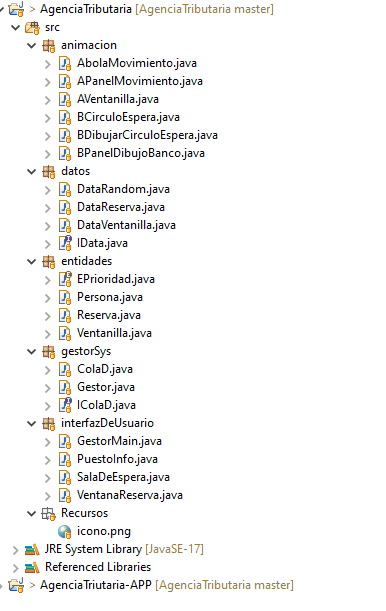 > AgenciaTributaria [AgenciaTributaria master]
src
animacion
AbolaMovimiento.java
APanelMovimiento.java
AVentanilla.java
BCirculoEspera.java
BDibujarCirculoEspera.java
BPanelDibujoBanco.java
datos
DataRandom.java
DataReserva.java
DataVentanilla.java
IData.java
entidades
EPrioridad.java
Persona.java
Reserva.java
Ventanilla.java
gestorSys
ColaD.java
Gestor.java
IColaD.java
interfazDeUsuario
GestorMain.java
PuestoInfo.java
SalaDeEspera.java
VentanaReserva.java
Recursos
icono.png
JRE System Library [JavaSE-17]
Referenced Libraries
> AgenciaTriutaria-APP [AgenciaTributaria master]